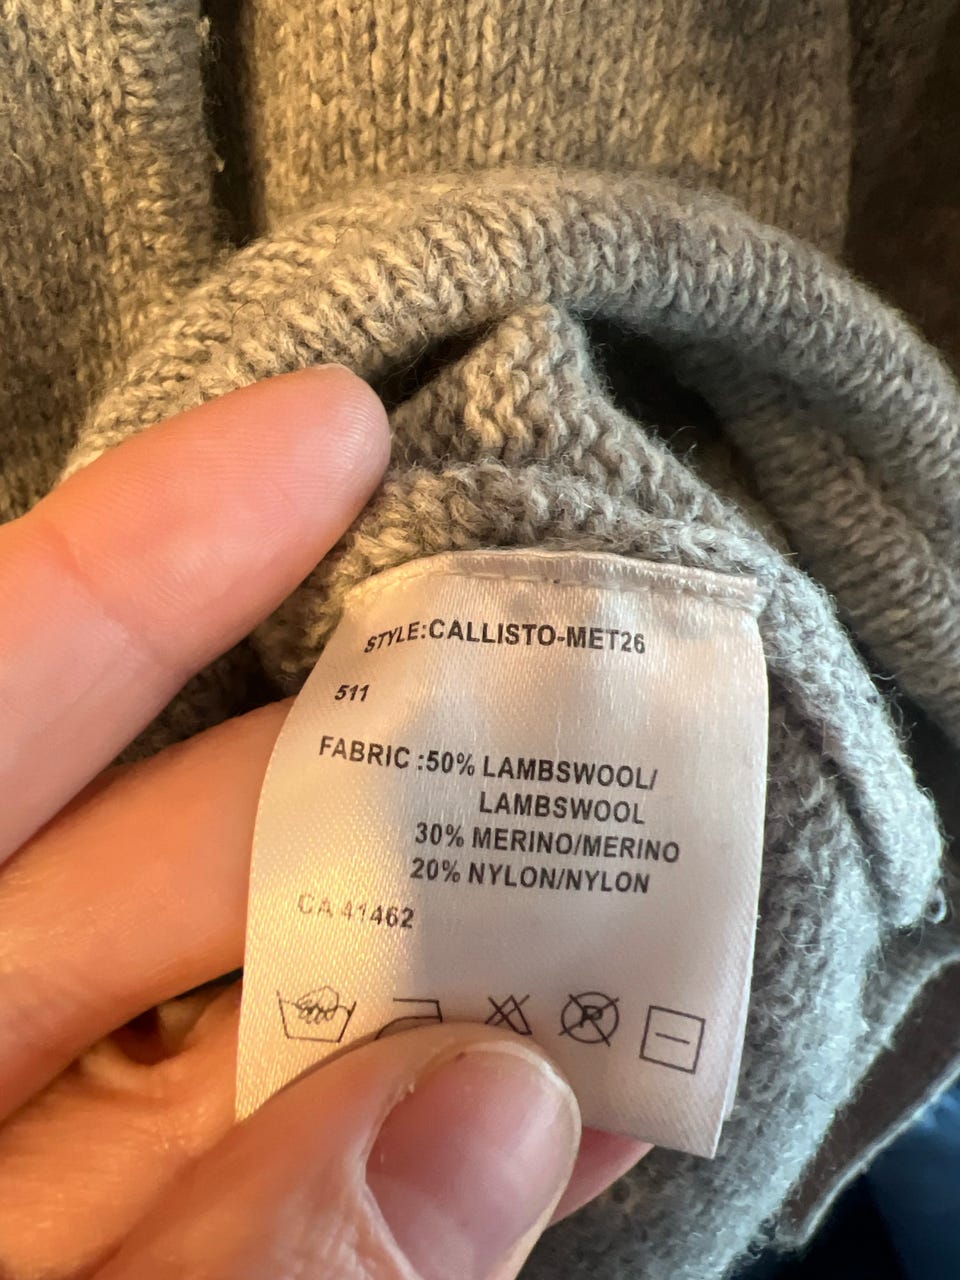 STYLE:CALLISTO-MET26
511
FABRIC :50% LAMBSWOOL/
LAMBSWOOL
30% MERINO/MERINO
20% NYLON/NYLON
CA 41462
P